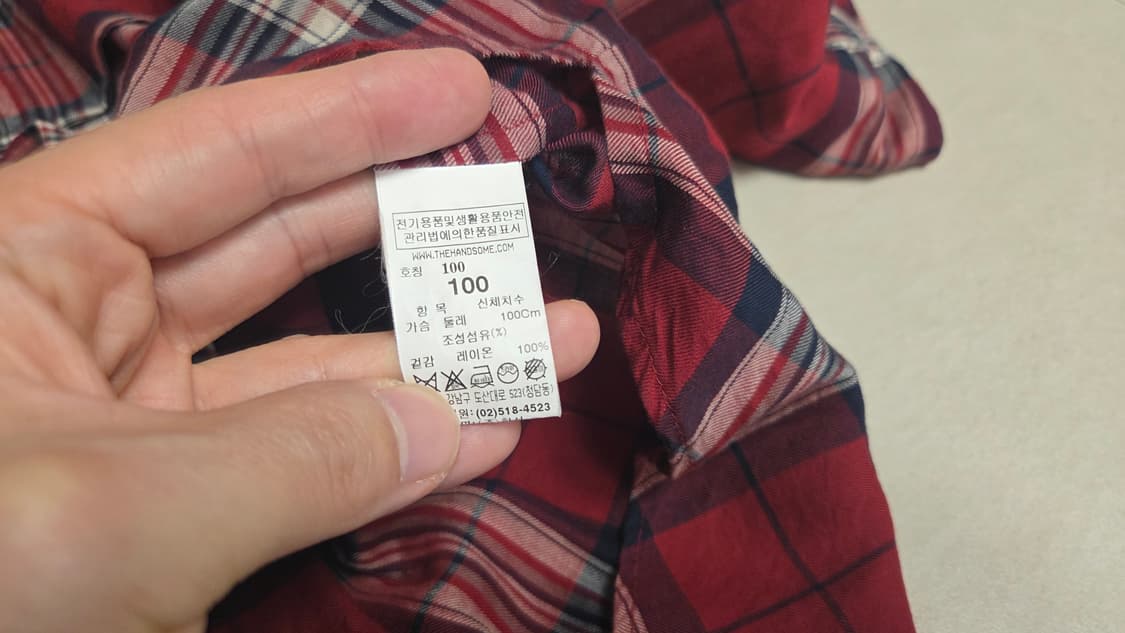 전기용품및생활용품안전
관리법에의한품질표시
WWW.THEHANDSOME.COM
호칭 100
100
항 목 신체치수
가슴 둘레 100Cm
조성섬유(%)
겉감 레이온 100%
강남구 도산대로 523(청담동)
원: (02)518-4523